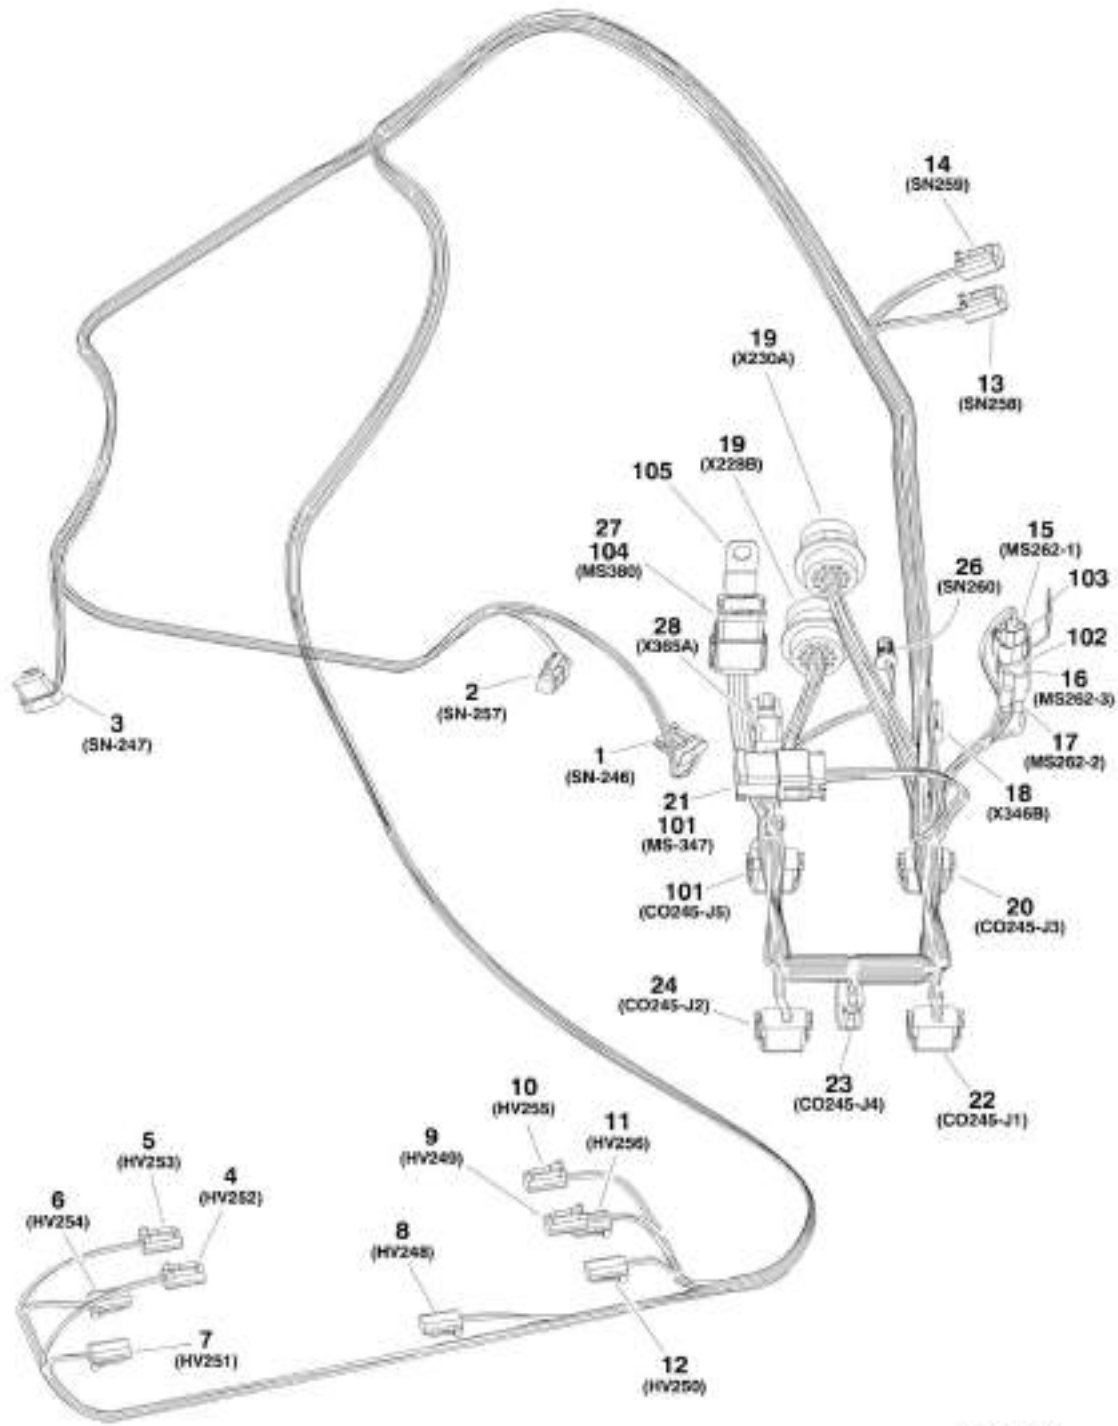 14
(SN259)
19
(X230A)
13
(SN258)
19
(X229B)
105
27
104
(MS380)
15
(MS262-1)
26
(SN260)
103
28
(X365A)
102
16
(MS262-3)
2
(SN-257)
3
(SN-247)
1
(SN-246)
17
(MS262-2)
18
(X346B)
21
101
(MS-347)
101
(CO245-J5)
20
(CO245-J3)
24
(CO245-J2)
23
(CO245-J4)
22
(CO245-J1)
10
(HV255)
11
(HV256)
9
(HV249)
5
(HV253)
4
(HV252)
6
(HV254)
8
(HV248)
7
(HV251)
12
(HV250)